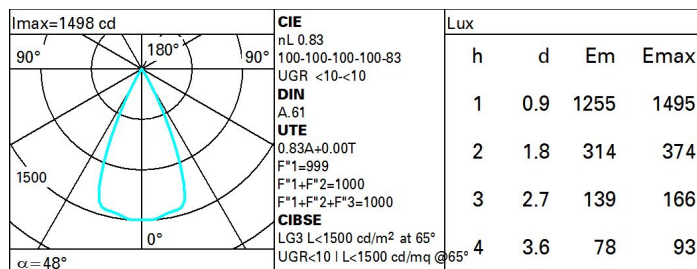 Imax=1498 cd
90° 180° 90°
1500
0°
α=48°
CIE
nL 0.83
100-100-100-100-83
UGR <10-<10
DIN
A.61
UTE
0.83A+0.00T
F"1=999
F"1+F"2=1000
F"1+F"2+F"3=1000
CIBSE
LG3 L<1500 cd/m² at 65°
UGR<10 | L<1500 cd/mq @65°
Lux
h d Em Emax
1 0.9 1255 1495
2 1.8 314 374
3 2.7 139 166
4 3.6 78 93